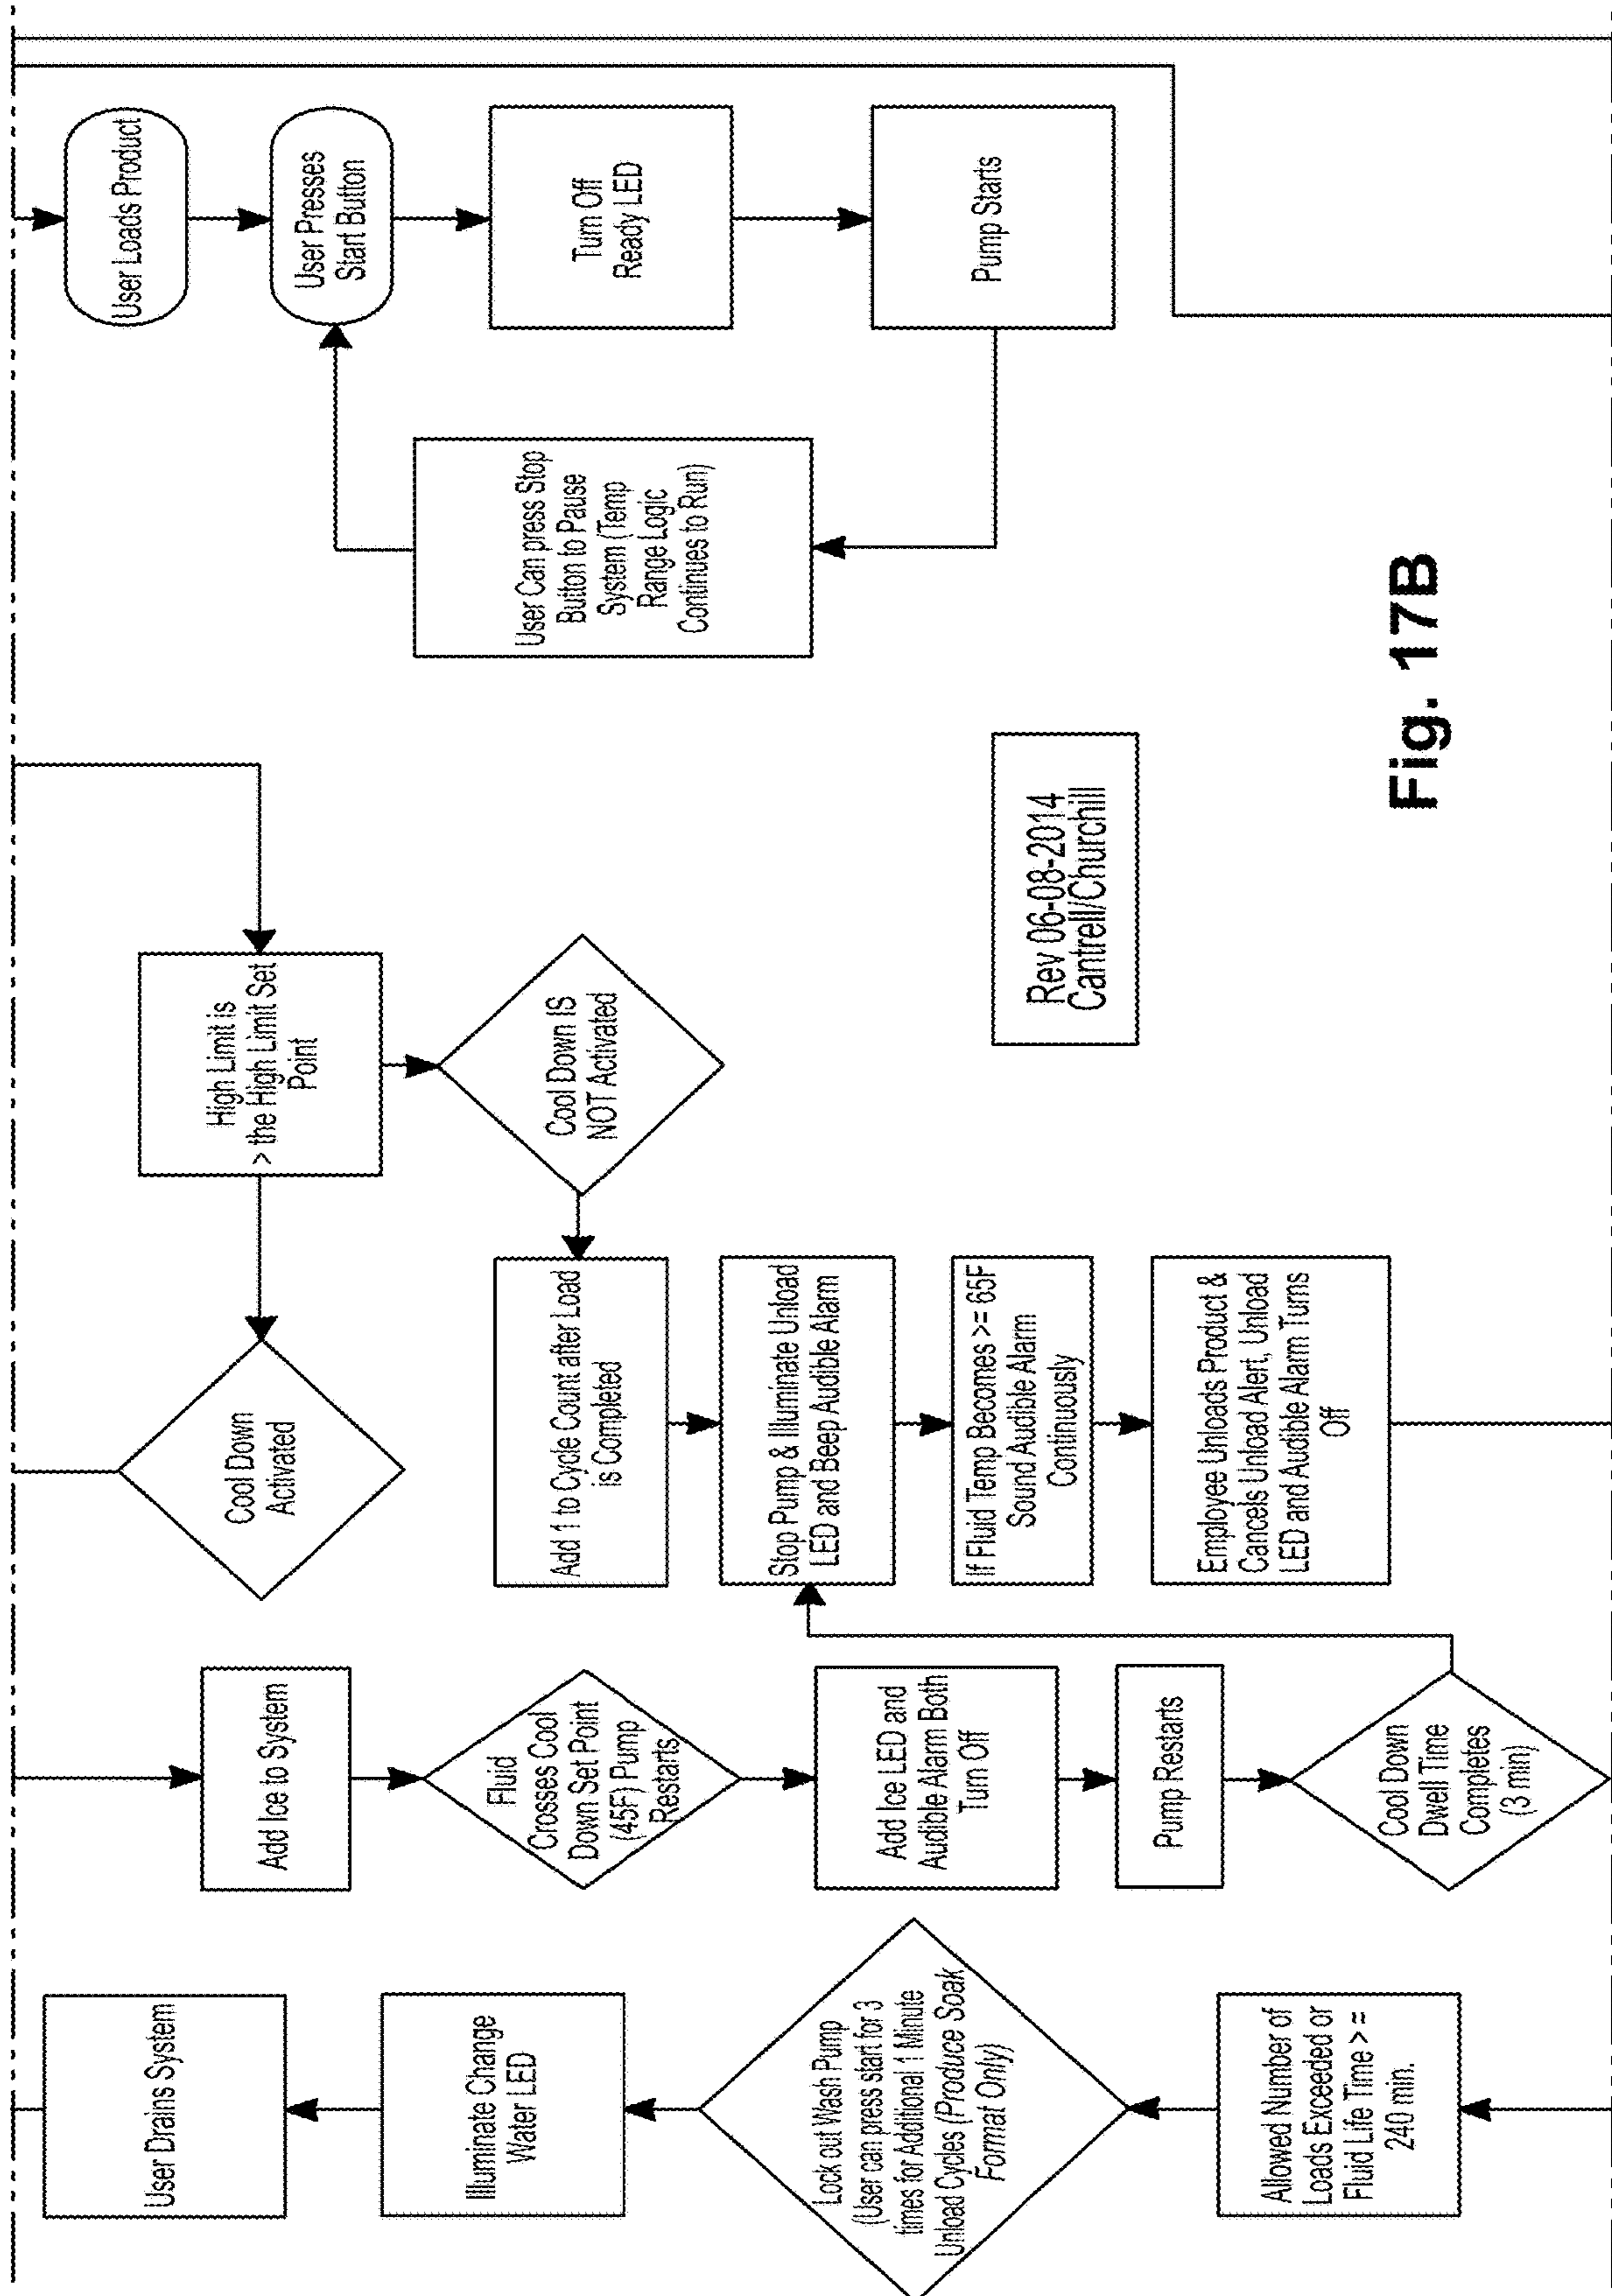 User Drains System
Illuminate Change
Water LED
Lock out Wash Pump
(User can press start for 3
times for Additional 1 Minute
Unload Cycles (Produce Soak
Format Only)
Allowed Number of
Loads Exceeded or
Fluid Life Time > =
240 min.
Add Ice to System
Fluid
Crosses Cool
Down Set Point
(45F) Pump
Restarts
Add Ice LED and
Audible Alarm Both
Turn Off
Pump Restarts
Cool Down
Dwell Time
Completes
(3 min)
Cool Down
Activated
High Limit is
> the High Limit Set
Point
Cool Down IS
NOT Activated
Add 1 to Cycle Count after Load
is Completed
Stop Pump & Illuminate Unload
LED and Beep Audible Alarm
If Fluid Temp Becomes >= 65F
Sound Audible Alarm
Continuously
Employee Unloads Product &
Cancels Unload Alert, Unload
LED and Audible Alarm Turns
Off
User Loads Product
User Presses
Start Button
Turn Off
Ready LED
Pump Starts
User Can press Stop
Button to Pause
System (Temp
Range Logic
Continues to Run)
Rev 06-08-2014
Cantrell/Churchill
Fig. 17B